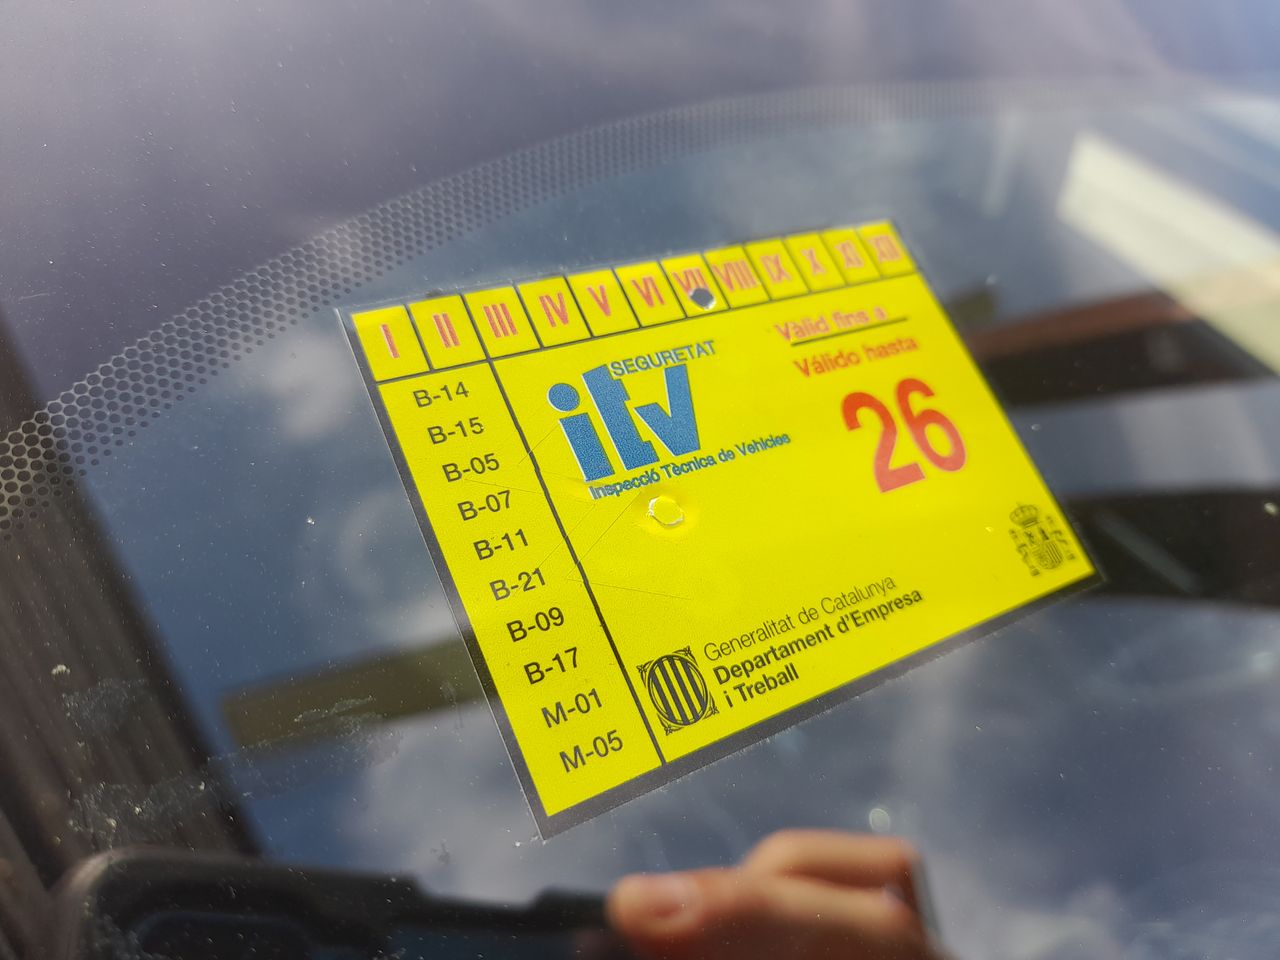 I II III IV V VI VII VIII IX X XI XII
B-14
B-15
B-05
B-07
B-11
B-21
B-09
B-17
M-01
M-05
SEGURETAT
itv
Inspecció Tècnica de Vehicles
Vàlid fins a
Válido hasta
26
Generalitat de Catalunya
Departament d'Empresa
i Treball